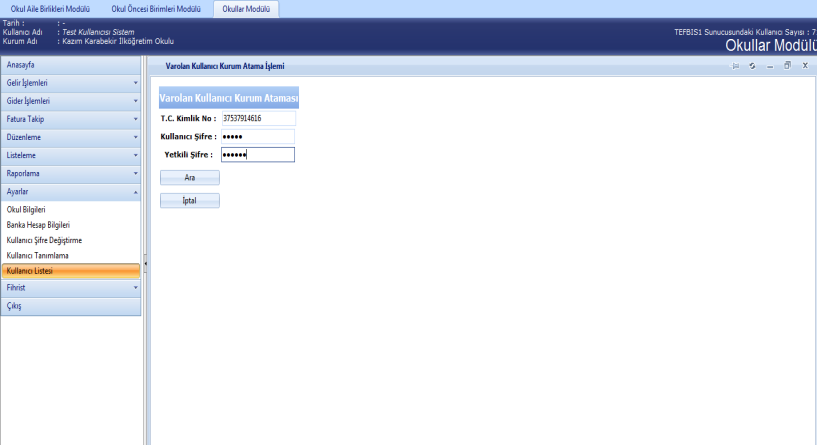 Okul Aile Birlikleri Modülü Okul Öncesi Birimleri Modülü Okullar Modülü
Tarih : : -
Kullanıcı Adı : Test Kullanıcısı Sistem
Kurum Adı : Kazım Karabekir İlköğretim Okulu
TEFBIS1 Sunucusundaki Kullanıcı Sayısı : 7
Okullar Modülü
Anasayfa
Gelir İşlemleri
Gider İşlemleri
Fatura Takip
Düzenleme
Listeleme
Raporlama
Ayarlar
Okul Bilgileri
Banka Hesap Bilgileri
Kullanıcı Şifre Değiştirme
Kullanıcı Tanımlama
Kullanıcı Listesi
Fihrist
Çıkış
Varolan Kullanıcı Kurum Atama İşlemi
Varolan Kullanıcı Kurum Ataması
T.C. Kimlik No : 37537914616
Kullanıcı Şifre : •••••
Yetkili Şifre : ••••••
Ara
İptal